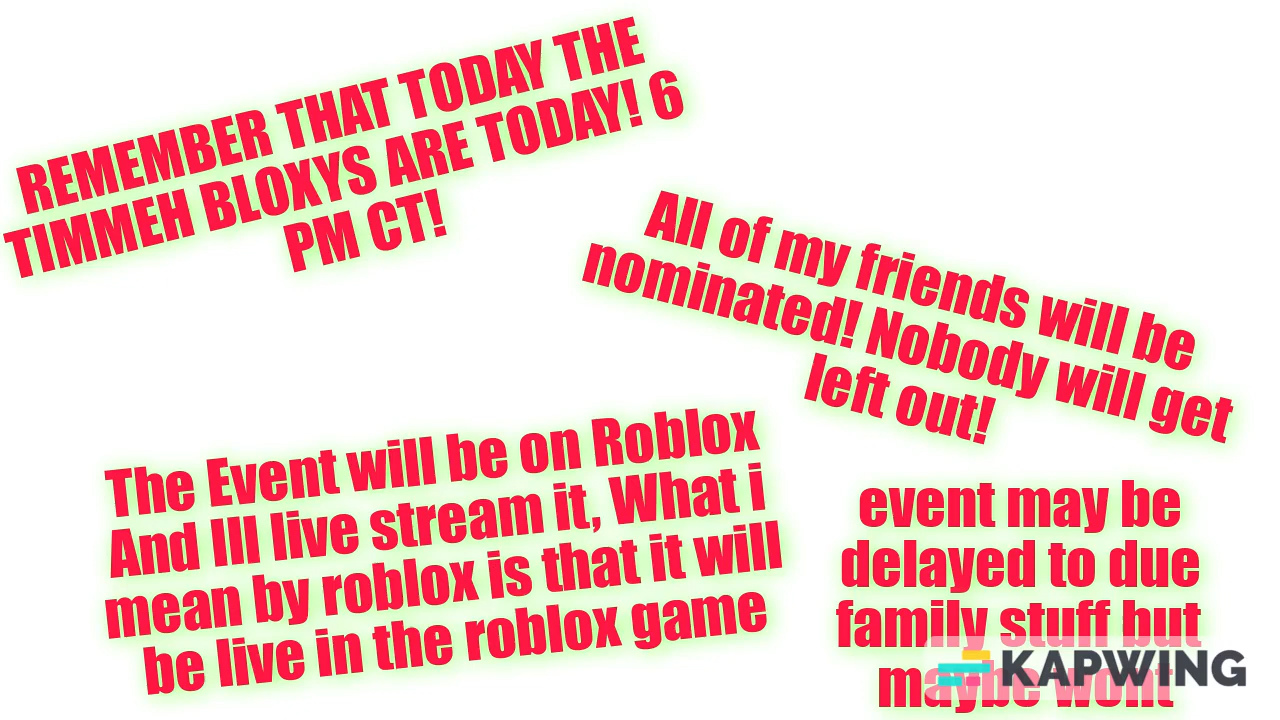 REMEMBER THAT TODAY THE
TIMMEH BLOXYS ARE TODAY! 6
PM CT!
All of my friends will be
nominated! Nobody will get
left out!
The Event will be on Roblox
And Ill live stream it, What i
mean by roblox is that it will
be live in the roblox game
event may be
delayed to due
family stuff but
maybe wont
KAPWING